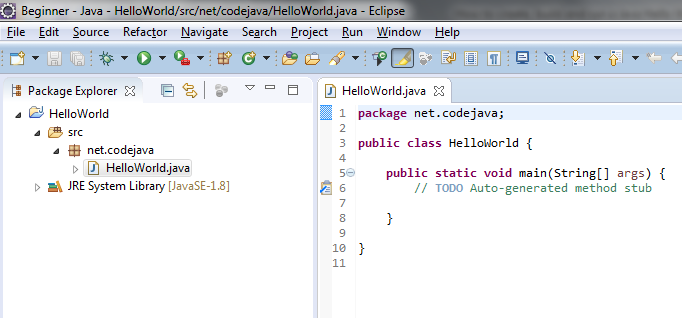 Beginner - Java - HelloWorld/src/net/codejava/HelloWorld.java - Eclipse
File Edit Source Refactor Navigate Search Project Run Window Help
Package Explorer
HelloWorld
src
net.codejava
HelloWorld.java
JRE System Library [JavaSE-1.8]
HelloWorld.java
1 package net.codejava;
2
3 public class HelloWorld {
4
5 public static void main(String[] args) {
6 // TODO Auto-generated method stub
7
8 }
9
10 }
11